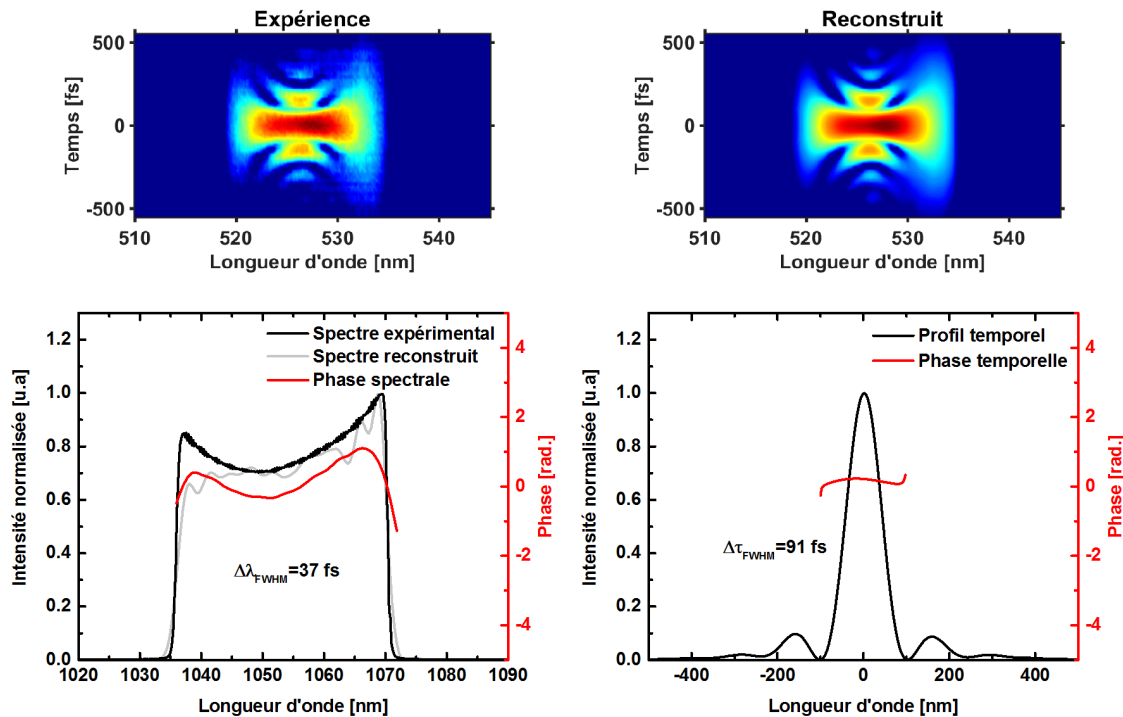 Expérience
Reconstruit
Temps [fs]
500
0
-500
510
520
530
540
Longueur d'onde [nm]
Temps [fs]
500
0
-500
510
520
530
540
Longueur d'onde [nm]
Intensité normalisée [u.a]
1.2
1.0
0.8
0.6
0.4
0.2
0.0
Spectre expérimental
Spectre reconstruit
Phase spectrale
Δλ_FWHM=37 fs
4
2
0
-2
-4
Phase [rad.]
1020 1030 1040 1050 1060 1070 1080 1090
Longueur d'onde [nm]
Intensité normalisée [u.a]
1.2
1.0
0.8
0.6
0.4
0.2
0.0
Profil temporel
Phase temporelle
Δτ_FWHM=91 fs
4
2
0
-2
-4
Phase [rad.]
-400 -200 0 200 400
Longueur d'onde [nm]